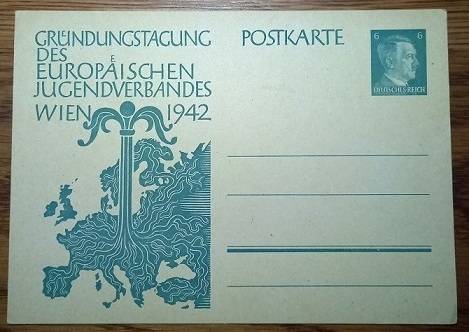 GRÜNDUNGSTAGUNG
DES
EUROPÄISCHEN
JUGENDVERBANDES
WIEN 1942
POSTKARTE
6 6
DEUTSCHES REICH